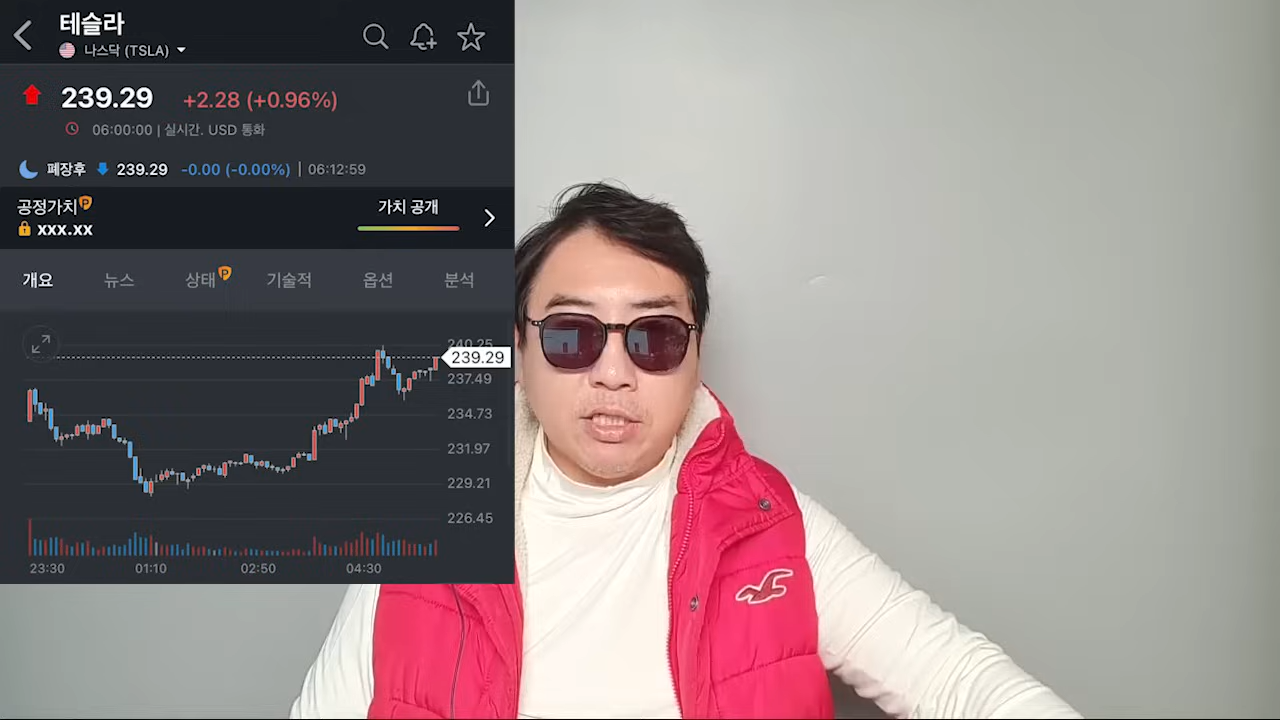 테슬라
나스닥 (TSLA)
239.29 +2.28 (+0.96%)
06:00:00 | 실시간. USD 통화
폐장후 239.29 -0.00 (-0.00%) | 06:12:59
공정가치 P
xxx.xx
가치 공개
개요 뉴스 상태 P 기술적 옵션 분석
240.25
239.29
237.49
234.73
231.97
229.21
226.45
23:30 01:10 02:50 04:30